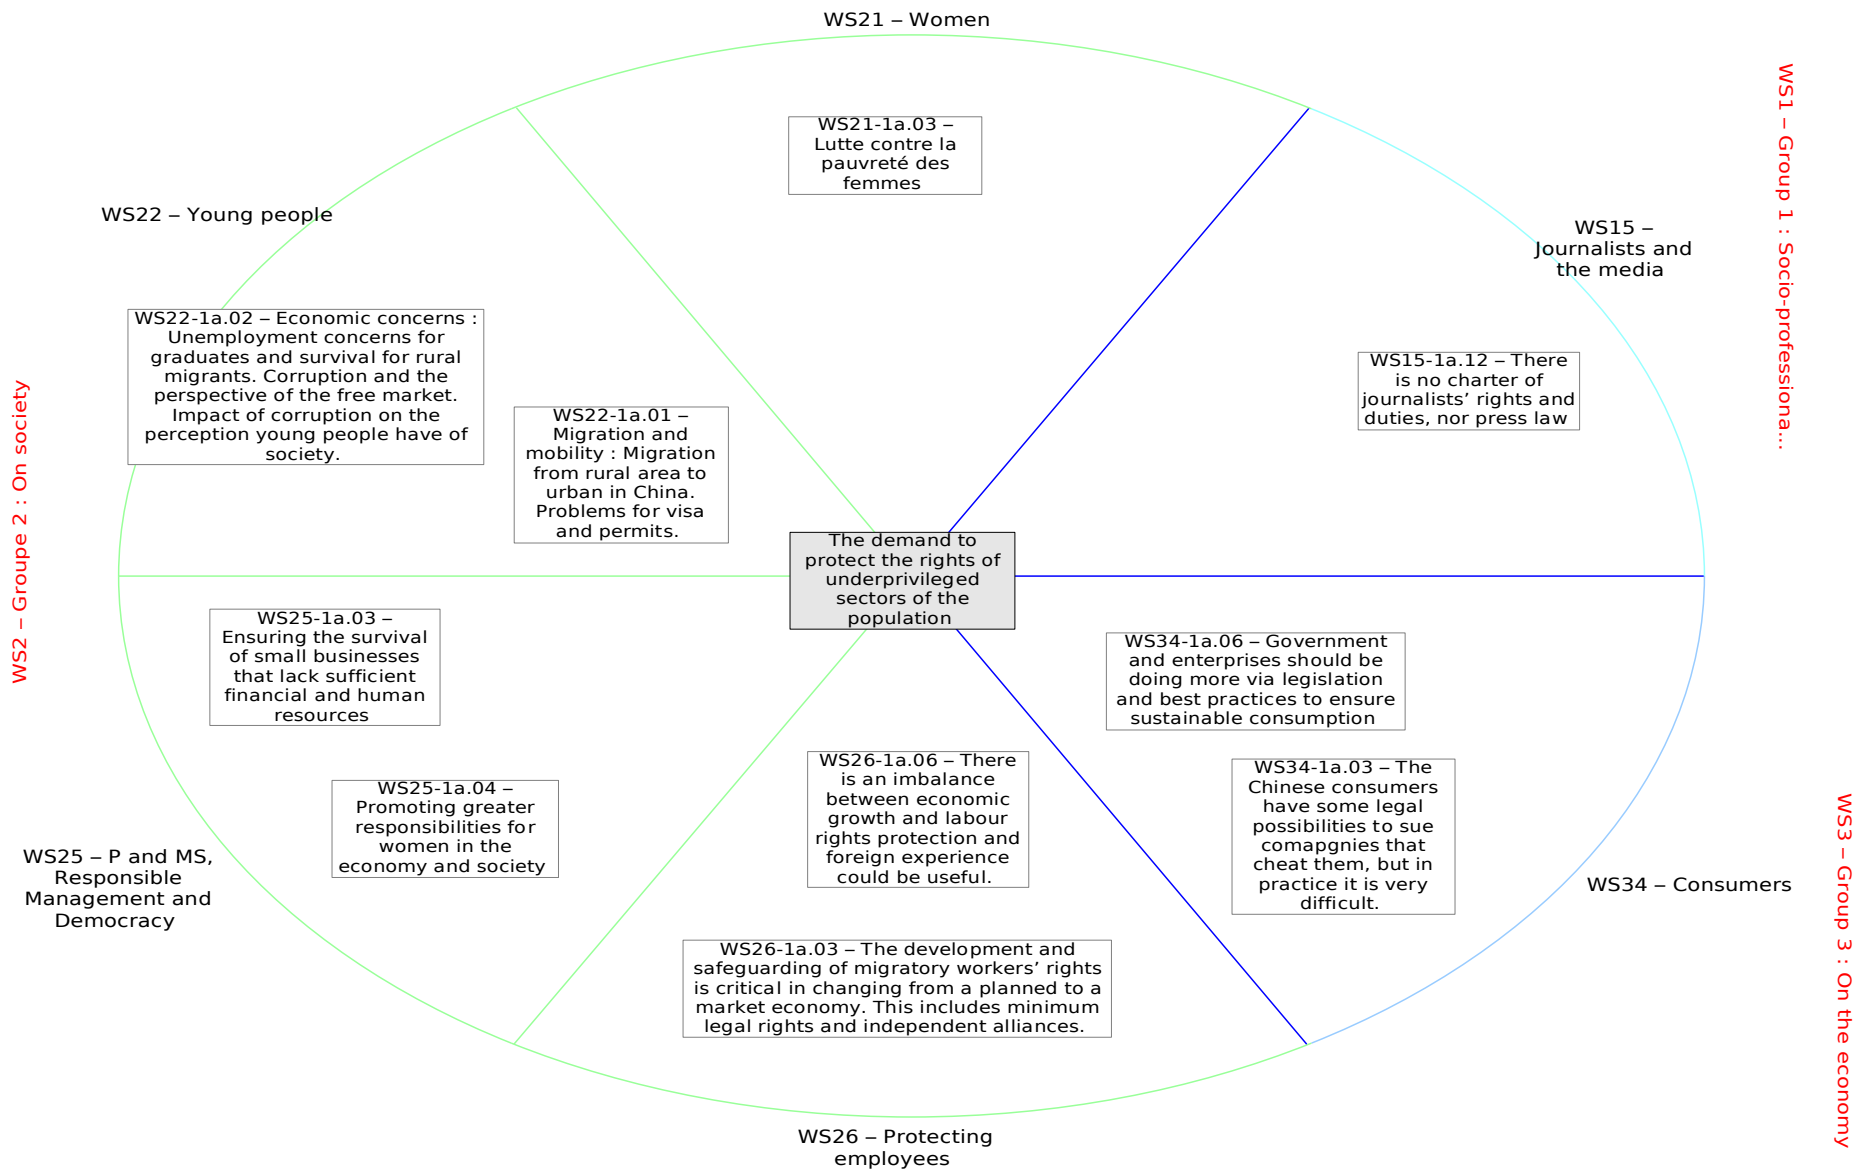 WS21 – Women
WS1 – Group 1 : Socio-professiona...
WS21-1a.03 –
Lutte contre la
pauvreté des
femmes
WS22 – Young people
WS15 –
Journalists and
the media
WS22-1a.02 – Economic concerns :
Unemployment concerns for
graduates and survival for rural
migrants. Corruption and the
perspective of the free market.
Impact of corruption on the
perception young people have of
society.
WS15-1a.12 – There
is no charter of
journalists’ rights and
duties, nor press law
WS2 – Groupe 2 : On society
WS22-1a.01 –
Migration and
mobility : Migration
from rural area to
urban in China.
Problems for visa
and permits.
The demand to
protect the rights of
underprivileged
sectors of the
population
WS25-1a.03 –
Ensuring the survival
of small businesses
that lack sufficient
financial and human
resources
WS34-1a.06 – Government
and enterprises should be
doing more via legislation
and best practices to ensure
sustainable consumption
WS25-1a.04 –
Promoting greater
responsibilities for
women in the
economy and society
WS26-1a.06 – There
is an imbalance
between economic
growth and labour
rights protection and
foreign experience
could be useful.
WS34-1a.03 – The
Chinese consumers
have some legal
possibilities to sue
comapgnies that
cheat them, but in
practice it is very
difficult.
WS25 – P and MS,
Responsible
Management and
Democracy
WS34 – Consumers
WS3 – Group 3 : On the economy
WS26-1a.03 – The development and
safeguarding of migratory workers’ rights
is critical in changing from a planned to a
market economy. This includes minimum
legal rights and independent alliances.
WS26 – Protecting
employees